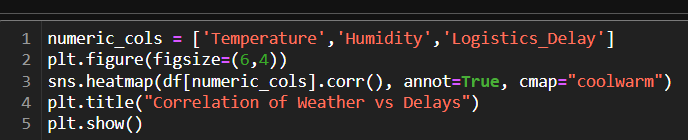 1 numeric_cols = ['Temperature','Humidity','Logistics_Delay']
2 plt.figure(figsize=(6,4))
3 sns.heatmap(df[numeric_cols].corr(), annot=True, cmap="coolwarm")
4 plt.title("Correlation of Weather vs Delays")
5 plt.show()